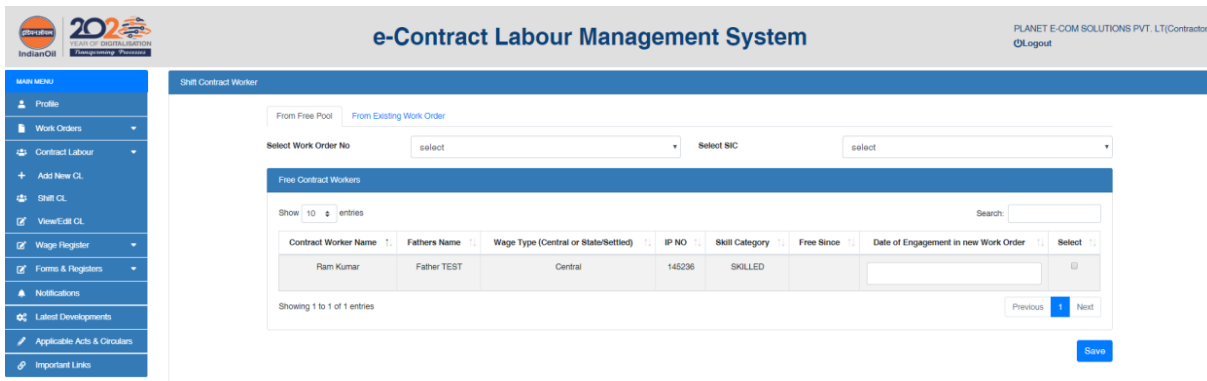 इंडियनऑयल
IndianOil
202
YEAR OF DIGITALISATION
Transforming Processes
e-Contract Labour Management System
PLANET E-COM SOLUTIONS PVT. LT(Contractor
Logout
MAIN MENU
Profile
Work Orders
Contract Labour
Add New CL
Shift CL
View/Edit CL
Wage Register
Forms & Registers
Notifications
Latest Developments
Applicable Acts & Circulars
Important Links
Shift Contract Worker
From Free Pool From Existing Work Order
Select Work Order No select Select SIC select
Free Contract Workers
Show 10 entries Search:
Contract Worker Name Fathers Name Wage Type (Central or State/Settled) IP NO Skill Category Free Since Date of Engagement in new Work Order Select
Ram Kumar Father TEST Central 145236 SKILLED
Showing 1 to 1 of 1 entries Previous 1 Next
Save